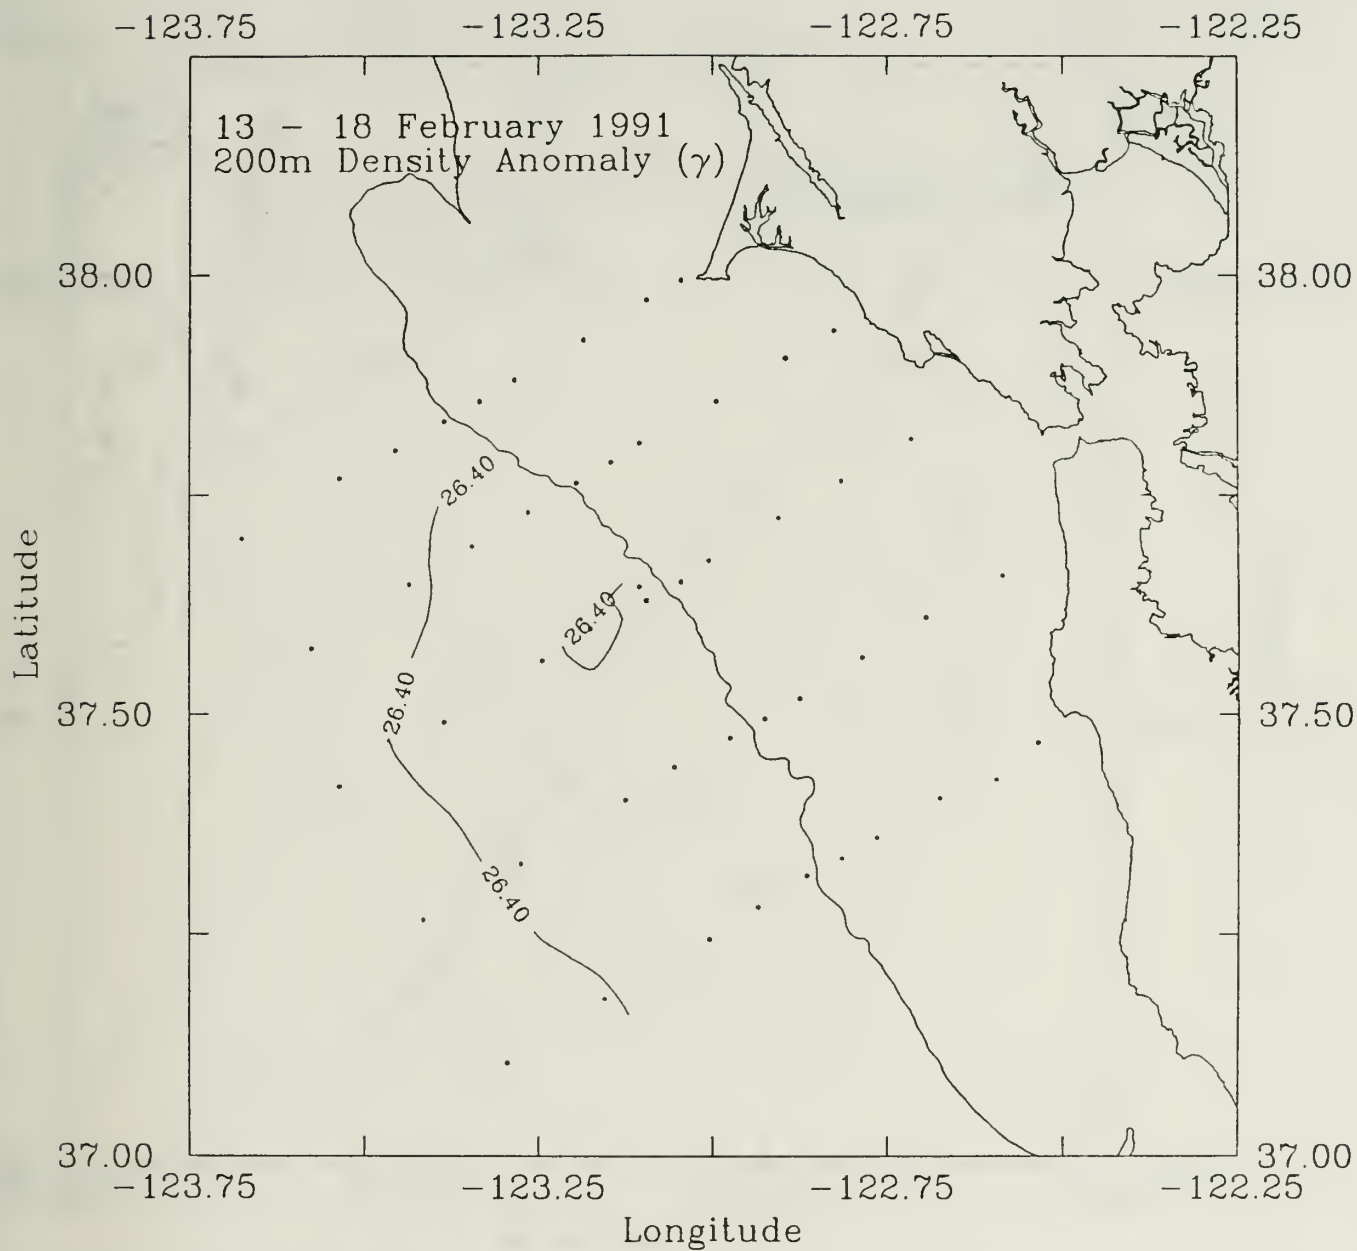 -123.75 -123.25 -122.75 -122.25
13 - 18 February 1991
200m Density Anomaly (γ)
38.00 38.00
26.40
26.40
26.40
Latitude
37.50 37.50
26.40
37.00 37.00
-123.75 -123.25 -122.75 -122.25
Longitude